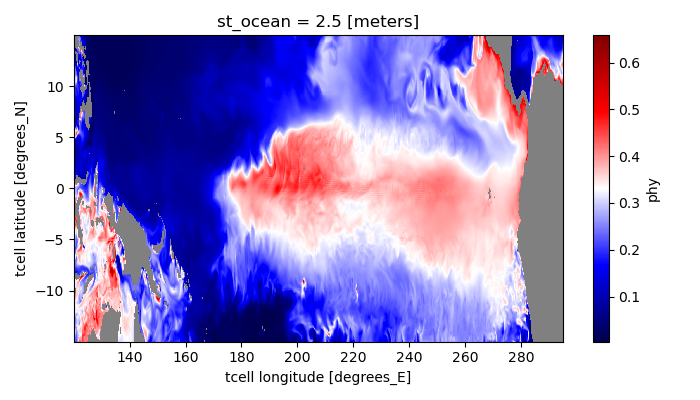 st_ocean = 2.5 [meters]
10
5
0
−5
−10
tcell latitude [degrees_N]
140 160 180 200 220 240 260 280
tcell longitude [degrees_E]
0.6
0.5
0.4
0.3
0.2
0.1
phy